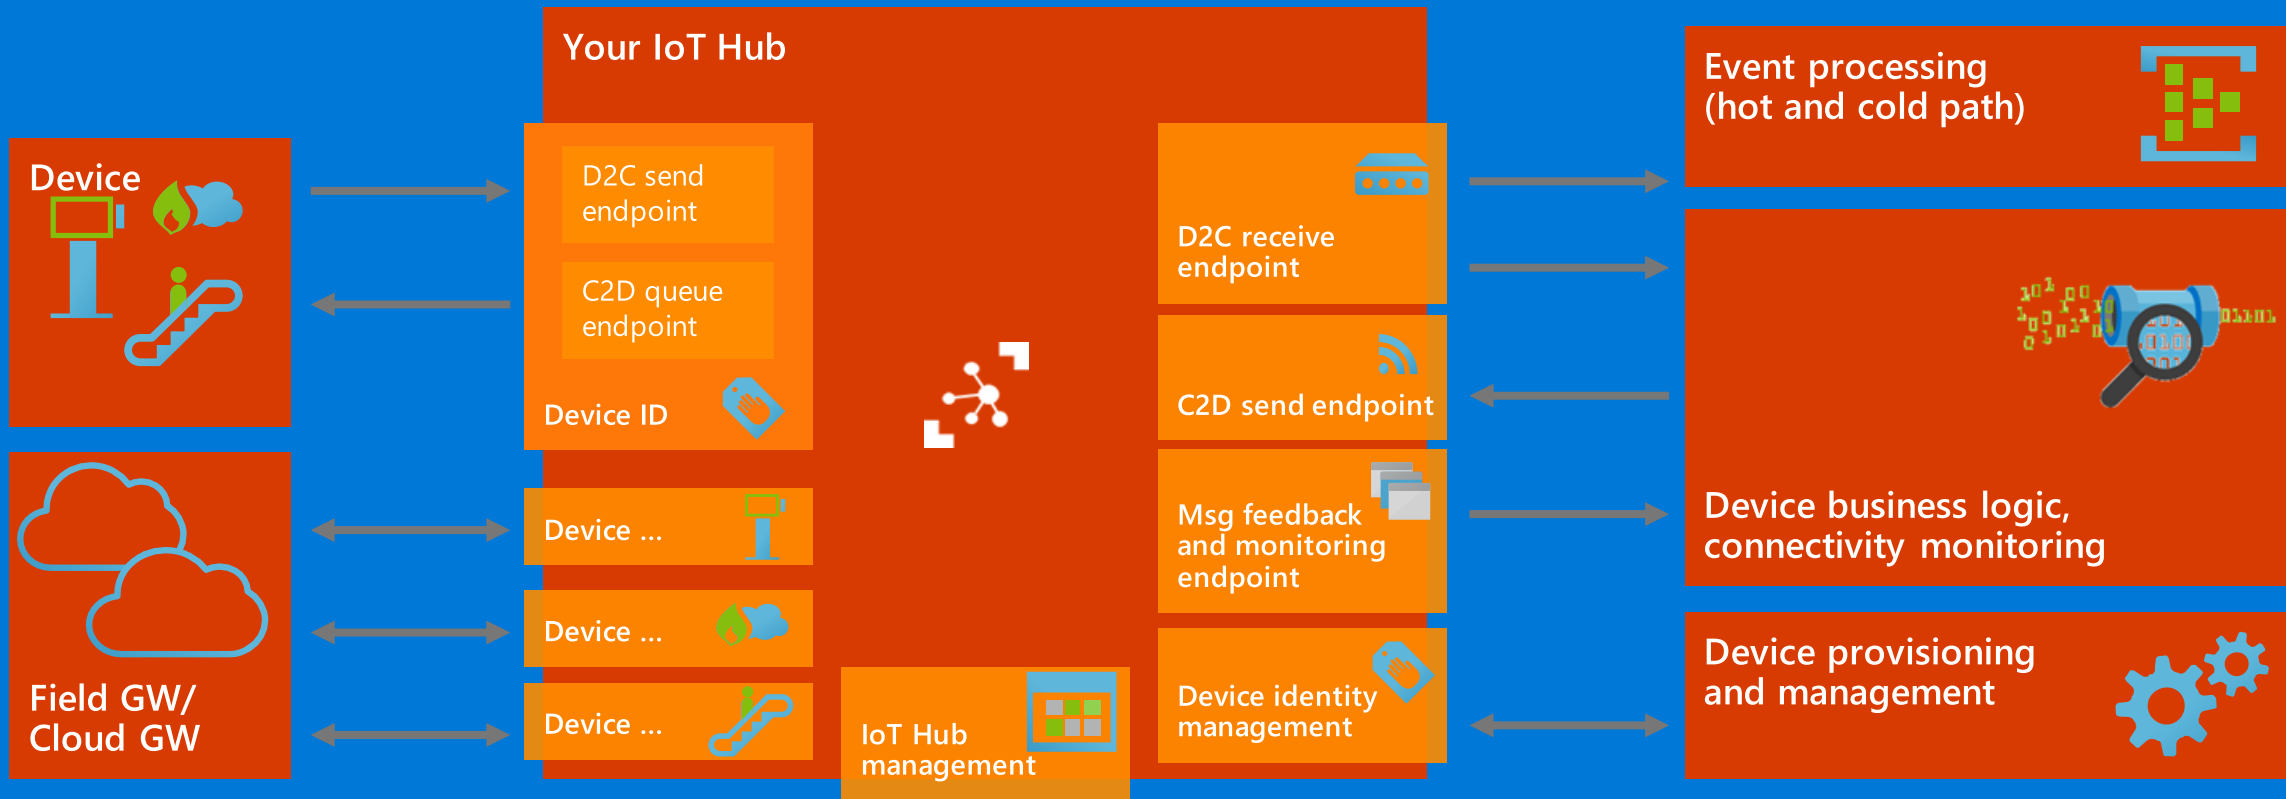 Your IoT Hub
Device
Field GW/
Cloud GW
D2C send
endpoint
C2D queue
endpoint
Device ID
Device ...
Device ...
Device ...
IoT Hub
management
D2C receive
endpoint
C2D send endpoint
Msg feedback
and monitoring
endpoint
Device identity
management
Event processing
(hot and cold path)
Device business logic,
connectivity monitoring
Device provisioning
and management